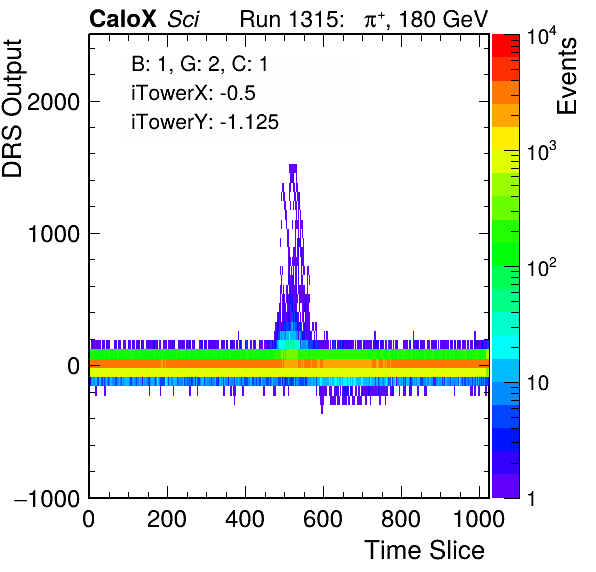 CaloX Sci Run 1315: π⁺, 180 GeV
B: 1, G: 2, C: 1
iTowerX: -0.5
iTowerY: -1.125
DRS Output
2000
1000
0
−1000
0 200 400 600 800 1000
Time Slice
10⁴
10³
10²
10
1
Events